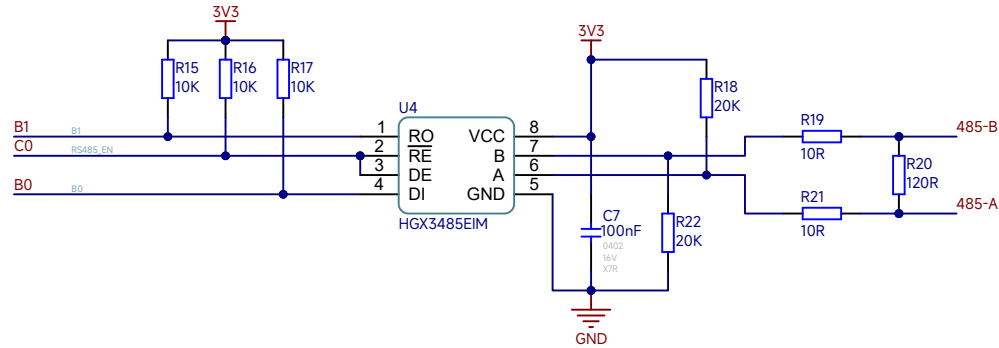 3V3
R15
10K
R16
10K
R17
10K
B1
B1
C0
RS485_EN
B0
B0
U4
1
RO
2
RE
3
DE
4
DI
VCC
8
B
7
A
6
GND
5
HGX3485EIM
3V3
R18
20K
C7
100nF
0402
16V
X7R
R22
20K
GND
R19
10R
R21
10R
R20
120R
485-B
485-A